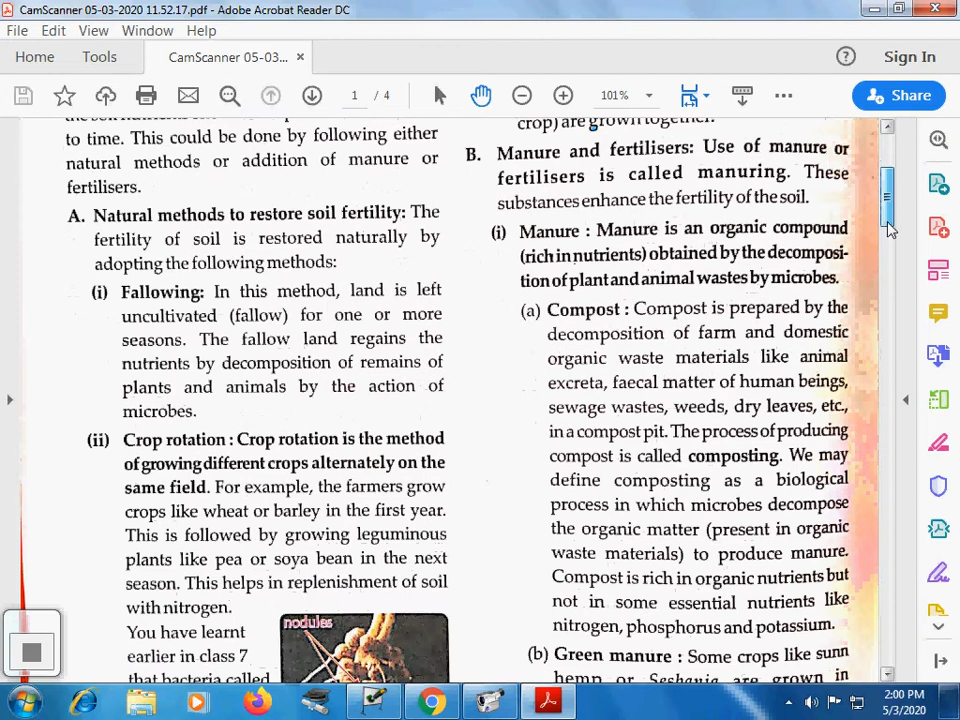 CamScanner 05-03-2020 11.52.17.pdf - Adobe Acrobat Reader DC
File Edit View Window Help
Home Tools CamScanner 05-03... × Sign In
1 / 4 101% Share
to time. This could be done by following either
natural methods or addition of manure or
fertilisers.
A. Natural methods to restore soil fertility: The
fertility of soil is restored naturally by
adopting the following methods:
(i) Fallowing: In this method, land is left
uncultivated (fallow) for one or more
seasons. The fallow land regains the
nutrients by decomposition of remains of
plants and animals by the action of
microbes.
(ii) Crop rotation : Crop rotation is the method
of growing different crops alternately on the
same field. For example, the farmers grow
crops like wheat or barley in the first year.
This is followed by growing leguminous
plants like pea or soya bean in the next
season. This helps in replenishment of soil
with nitrogen.
You have learnt
earlier in class 7
that bacteria called
nodules
crop) are grown together.
B. Manure and fertilisers: Use of manure or
fertilisers is called manuring. These
substances enhance the fertility of the soil.
(i) Manure : Manure is an organic compound
(rich in nutrients) obtained by the decomposi-
tion of plant and animal wastes by microbes.
(a) Compost : Compost is prepared by the
decomposition of farm and domestic
organic waste materials like animal
excreta, faecal matter of human beings,
sewage wastes, weeds, dry leaves, etc.,
in a compost pit. The process of producing
compost is called composting. We may
define composting as a biological
process in which microbes decompose
the organic matter (present in organic
waste materials) to produce manure.
Compost is rich in organic nutrients but
not in some essential nutrients like
nitrogen, phosphorus and potassium.
(b) Green manure : Some crops like sunn
hemp or Seshania are grown in
2:00 PM
5/3/2020